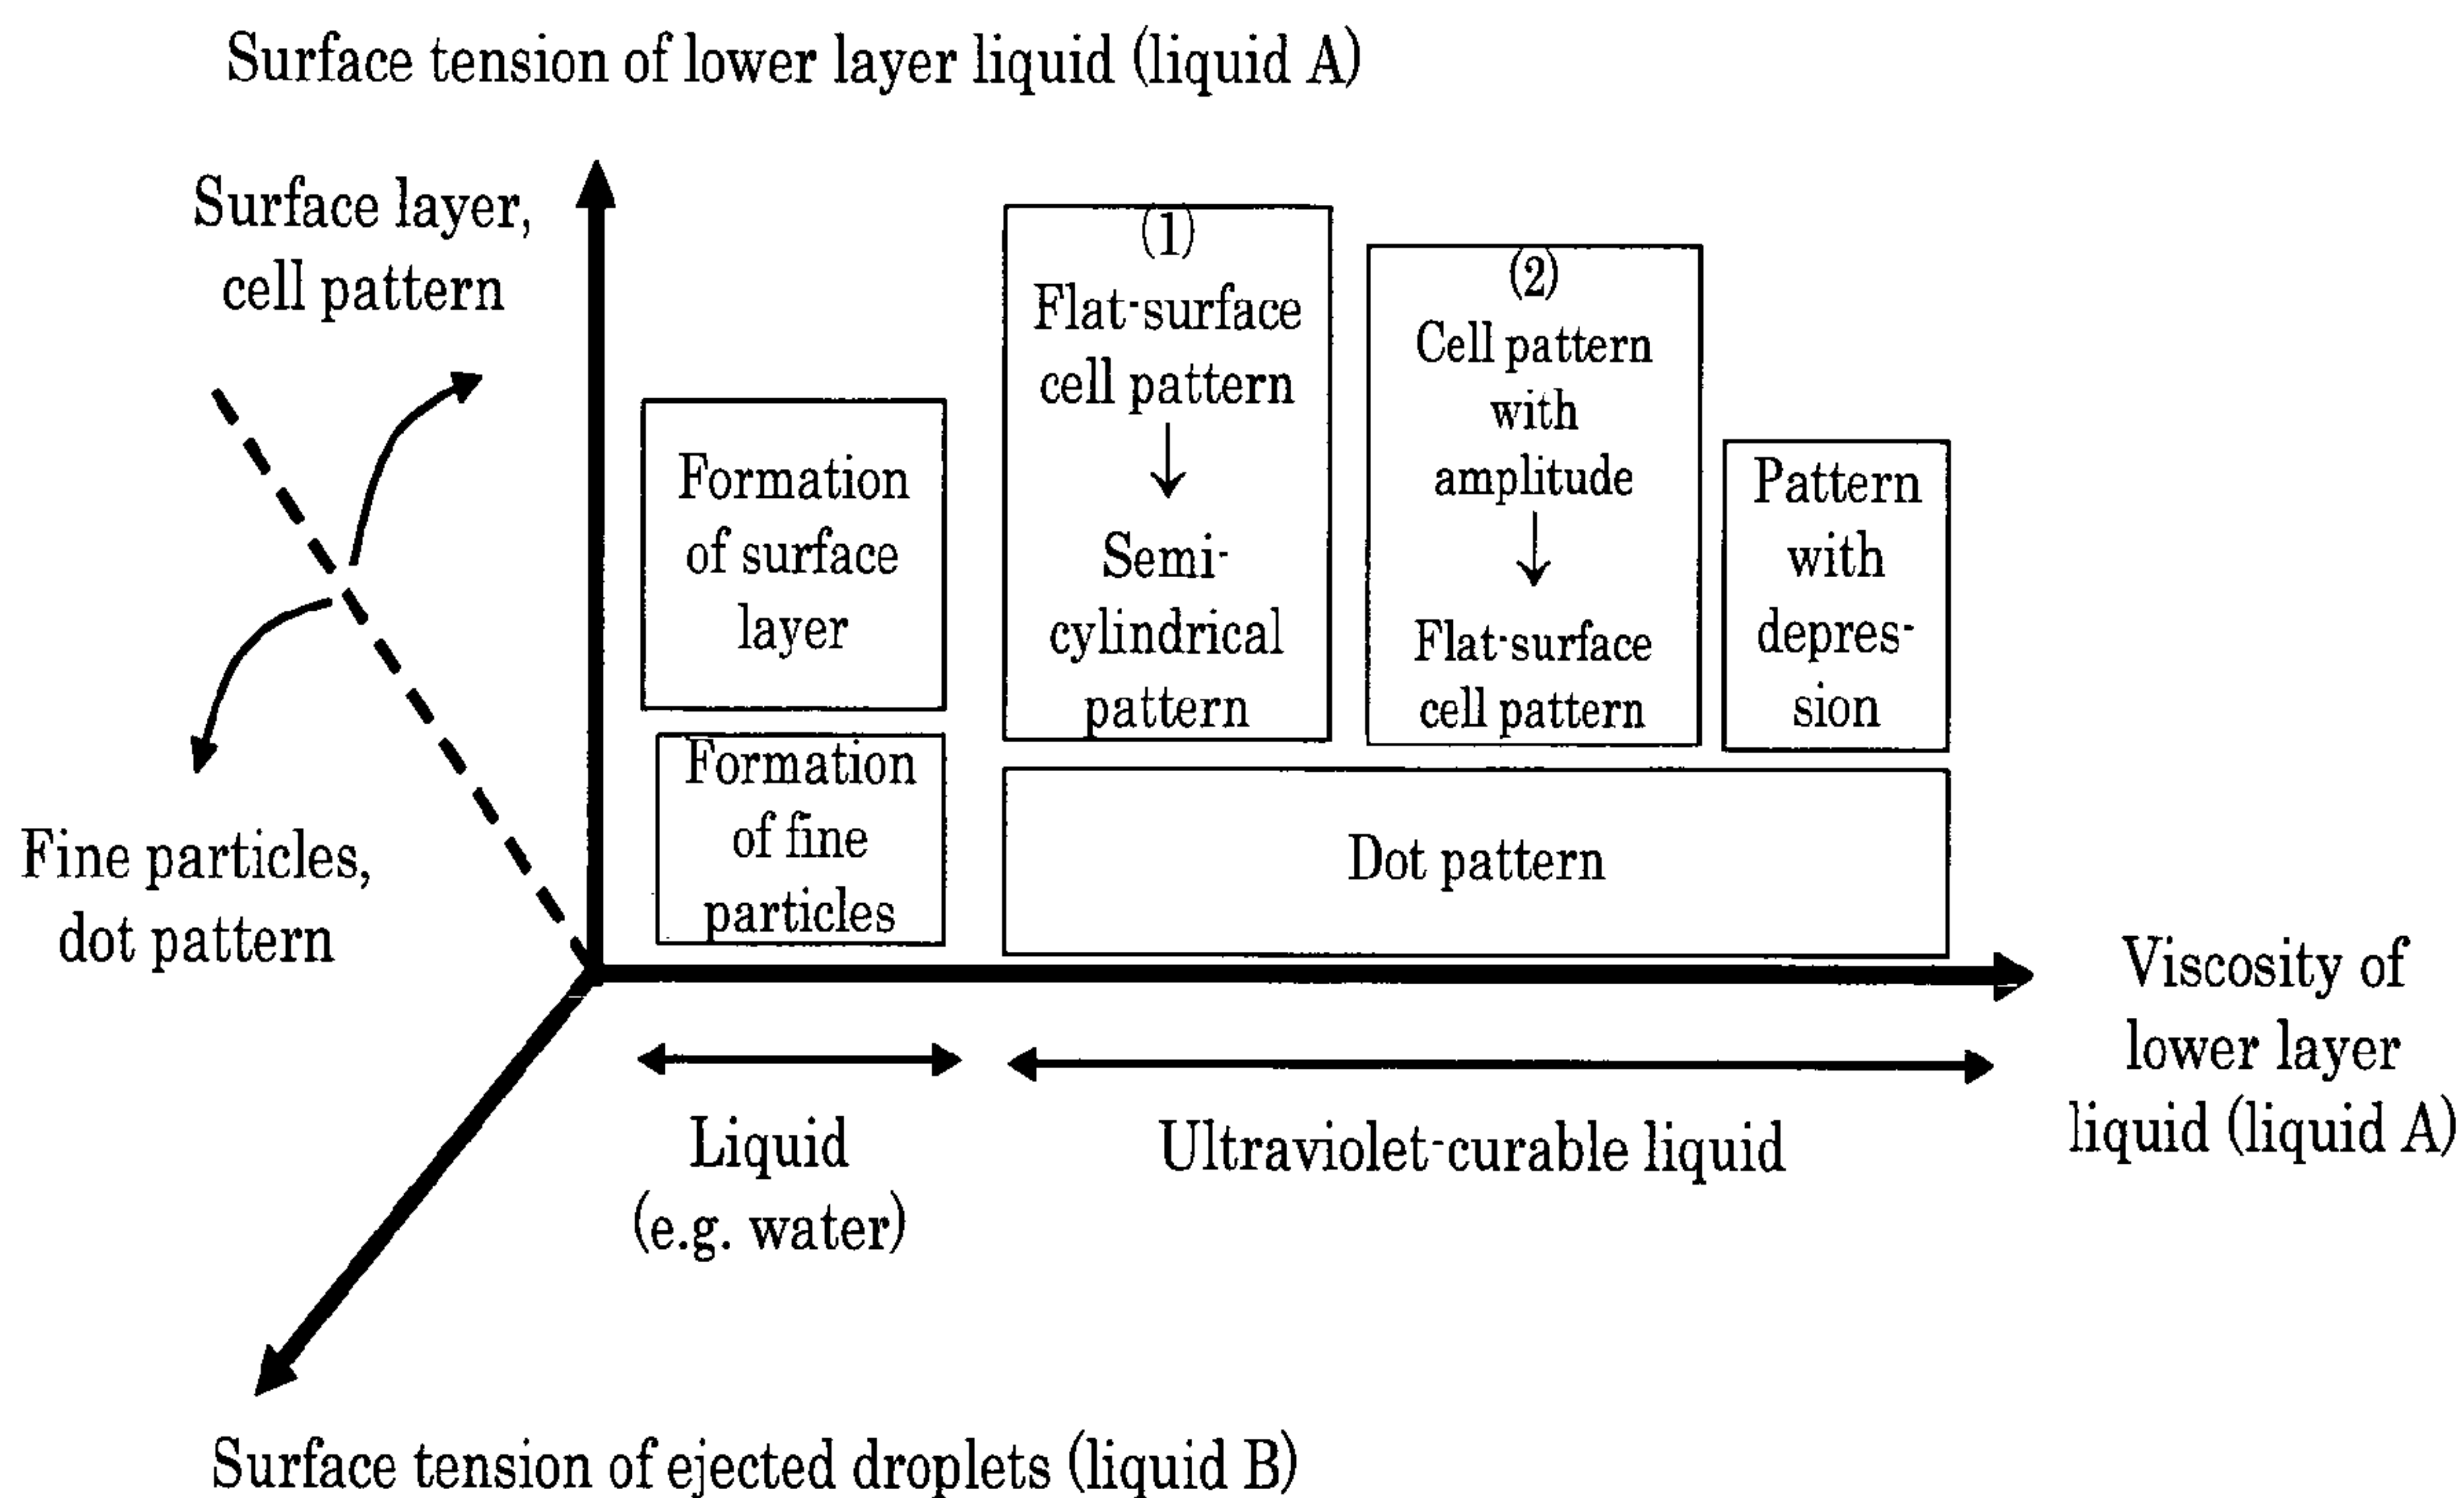 Surface tension of lower layer liquid (liquid A)
Surface layer,
cell pattern
Fine particles,
dot pattern
Formation
of surface
layer
Formation
of fine
particles
(1)
Flat-surface
cell pattern
Semi-
cylindrical
pattern
(2)
Cell pattern
with
amplitude
Flat-surface
cell pattern
Pattern
with
depres-
sion
Dot pattern
Viscosity of
lower layer
liquid (liquid A)
Liquid
(e.g. water)
Ultraviolet-curable liquid
Surface tension of ejected droplets (liquid B)